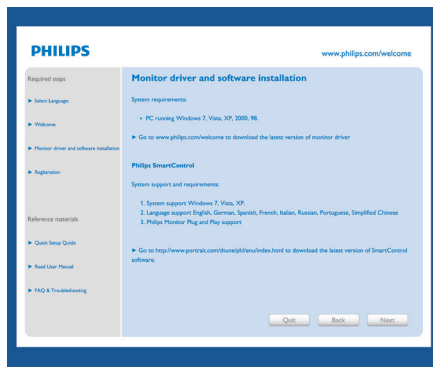 PHILIPS
www.philips.com/welcome
Required steps
► Select Language
► Welcome
► Monitor driver and software installation
► Registration
Reference materials
► Quick Setup Guide
► Read User Manual
► FAQ & Troubleshooting
Monitor driver and software installation
System requirements:
• PC running Windows 7, Vista, XP, 2000, 98.
► Go to www.philips.com/welcome to download the latest version of monitor driver
Philips SmartControl
System support and requirements:
1. System support Windows 7, Vista, XP.
2. Language support English, German, Spanish, French, Italian, Russian, Portuguese, Simplified Chinese
3. Philips Monitor Plug and Play support
► Go to http://www.portrait.com/dtune/phl/enu/index.html to download the latest version of SmartControl
software.
Quit
Back
Next